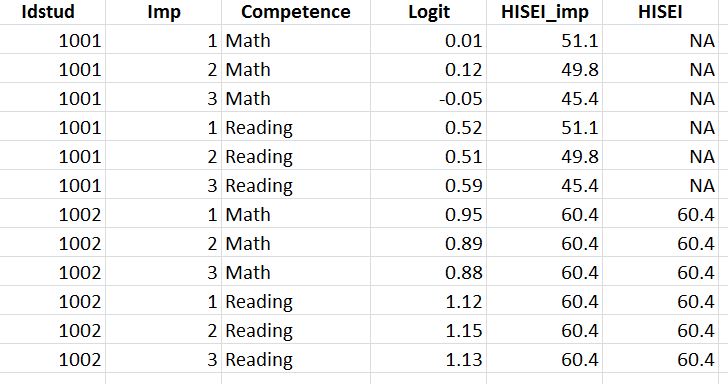 Idstud Imp Competence Logit HISEI_imp HISEI
1001 1 Math 0.01 51.1 NA
1001 2 Math 0.12 49.8 NA
1001 3 Math -0.05 45.4 NA
1001 1 Reading 0.52 51.1 NA
1001 2 Reading 0.51 49.8 NA
1001 3 Reading 0.59 45.4 NA
1002 1 Math 0.95 60.4 60.4
1002 2 Math 0.89 60.4 60.4
1002 3 Math 0.88 60.4 60.4
1002 1 Reading 1.12 60.4 60.4
1002 2 Reading 1.15 60.4 60.4
1002 3 Reading 1.13 60.4 60.4